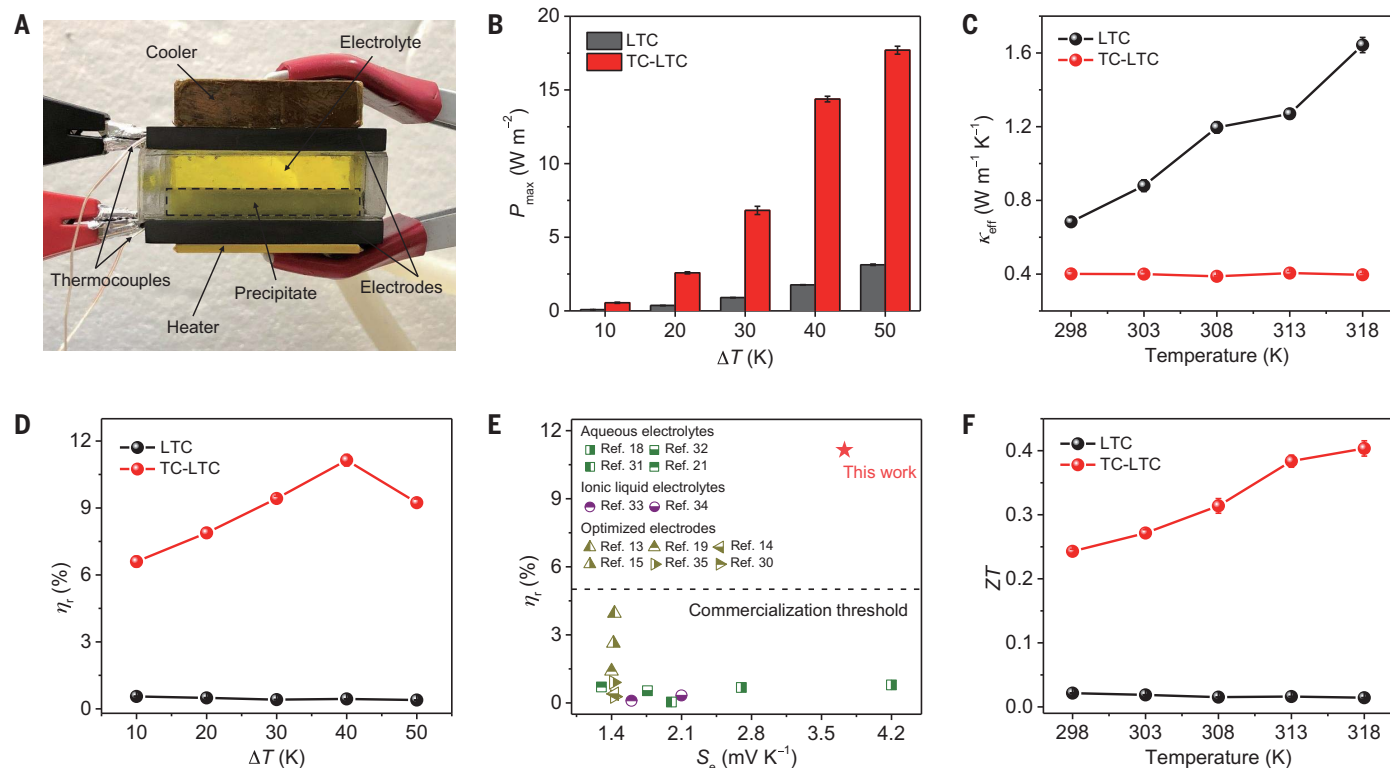 A
Cooler
Electrolyte
Thermocouples
Precipitate
Electrodes
Heater
B
LTC
TC-LTC
20
15
10
5
0
P_max (W m⁻²)
10 20 30 40 50
ΔT (K)
C
LTC
TC-LTC
1.6
1.2
0.8
0.4
κ_eff (W m⁻¹ K⁻¹)
298 303 308 313 318
Temperature (K)
D
LTC
TC-LTC
12
9
6
3
0
η_r (%)
10 20 30 40 50
ΔT (K)
E
Aqueous electrolytes
Ref. 18 Ref. 32
Ref. 31 Ref. 21
Ionic liquid electrolytes
Ref. 33 Ref. 34
Optimized electrodes
Ref. 13 Ref. 19 Ref. 14
Ref. 15 Ref. 35 Ref. 30
This work
Commercialization threshold
12
9
6
3
0
η_r (%)
1.4 2.1 2.8 3.5 4.2
S_e (mV K⁻¹)
F
LTC
TC-LTC
0.4
0.3
0.2
0.1
0.0
ZT
298 303 308 313 318
Temperature (K)